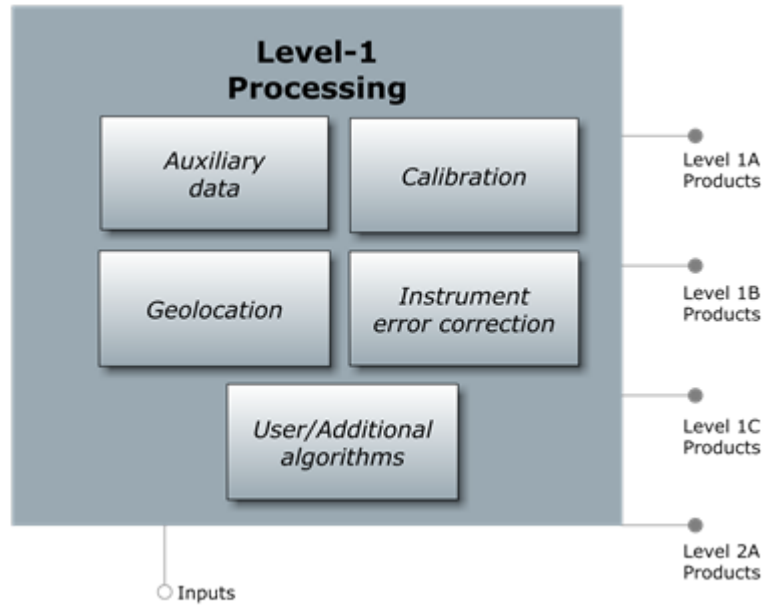 Level-1
Processing
Auxiliary
data
Calibration
Geolocation
Instrument
error correction
User/Additional
algorithms
Level 1A
Products
Level 1B
Products
Level 1C
Products
Level 2A
Products
Inputs